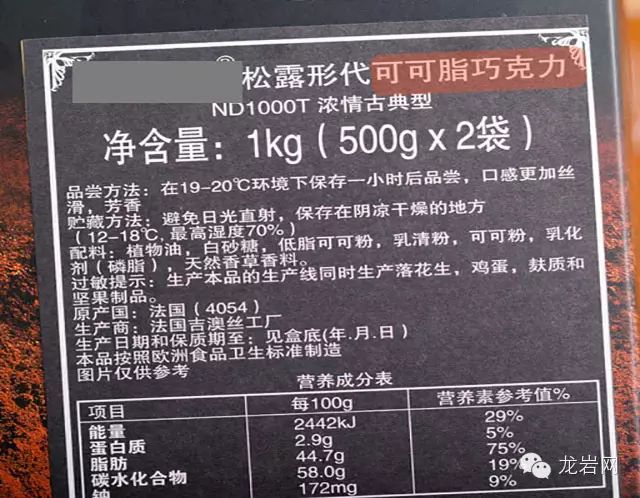 ®松露形代可可脂巧克力
ND1000T 浓情古典型
净含量：1kg（500g x 2袋）
品尝方法：在19-20℃环境下保存一小时后品尝，口感更加丝
滑，芳香
贮藏方法：避免日光直射，保存在阴凉干燥的地方
（12-18℃, 最高湿度70%）
配料：植物油，白砂糖，低脂可可粉，乳清粉，可可粉，乳化
剂（磷脂），天然香草香料。
过敏提示：生产本品的生产线同时生产落花生，鸡蛋，麸质和
坚果制品。
原产国：法国（4054）
生产商：法国吉澳丝工厂
生产日期和保质期至：见盒底(年.月.日）
本品按照欧洲食品卫生标准制造
图片仅供参考
营养成分表
项目 每100g 营养素参考值%
能量 2442kJ 29%
蛋白质 2.9g 5%
脂肪 44.7g 75%
碳水化合物 58.0g 19%
钠 172mg 9%
龙岩网